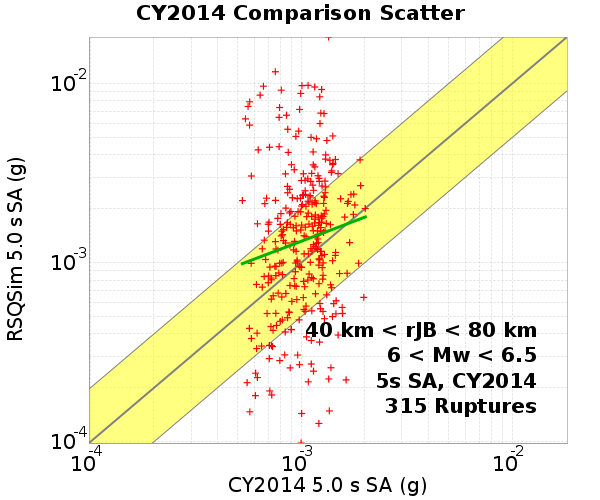 CY2014 Comparison Scatter
RSQSim 5.0 s SA (g)
10-2
10-3
10-4
40 km < rJB < 80 km
6 < Mw < 6.5
5s SA, CY2014
315 Ruptures
10-4
10-3
10-2
CY2014 5.0 s SA (g)